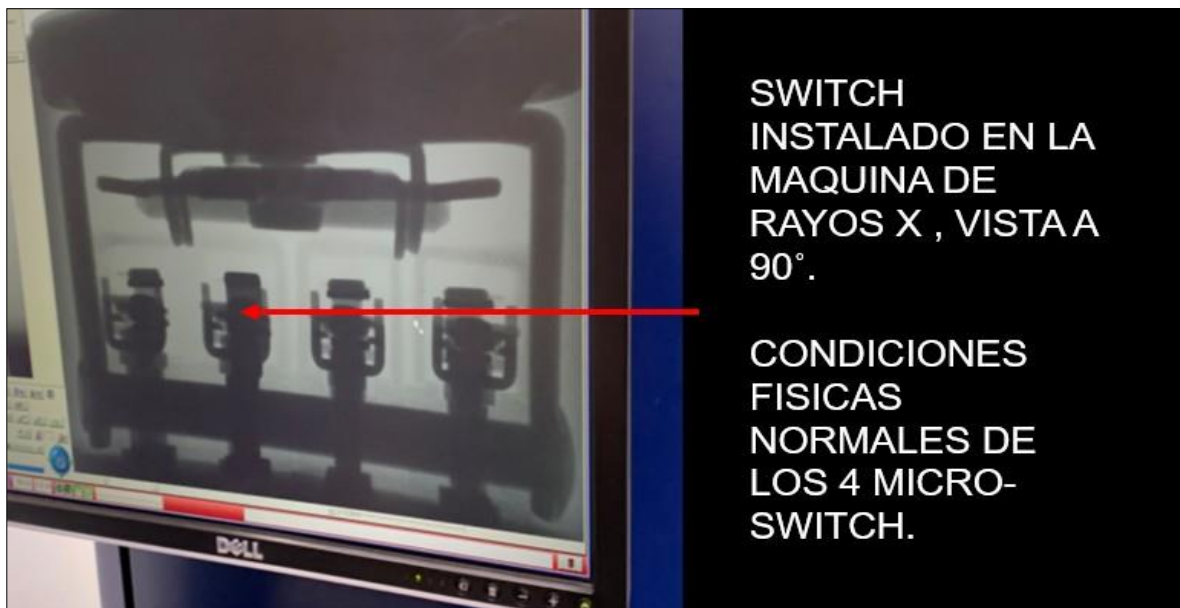 SWITCH
INSTALADO EN LA
MAQUINA DE
RAYOS X , VISTA A
90°.
CONDICIONES
FISICAS
NORMALES DE
LOS 4 MICRO-
SWITCH.
DELL